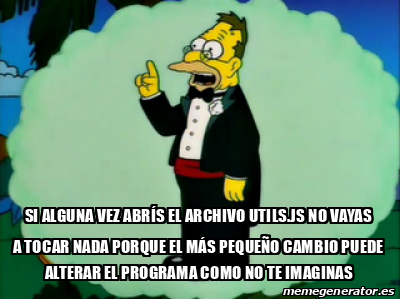 SI ALGUNA VEZ ABRÍS EL ARCHIVO UTILS.JS NO VAYAS
A TOCAR NADA PORQUE EL MÁS PEQUEÑO CAMBIO PUEDE
ALTERAR EL PROGRAMA COMO NO TE IMAGINAS
memegenerator.es